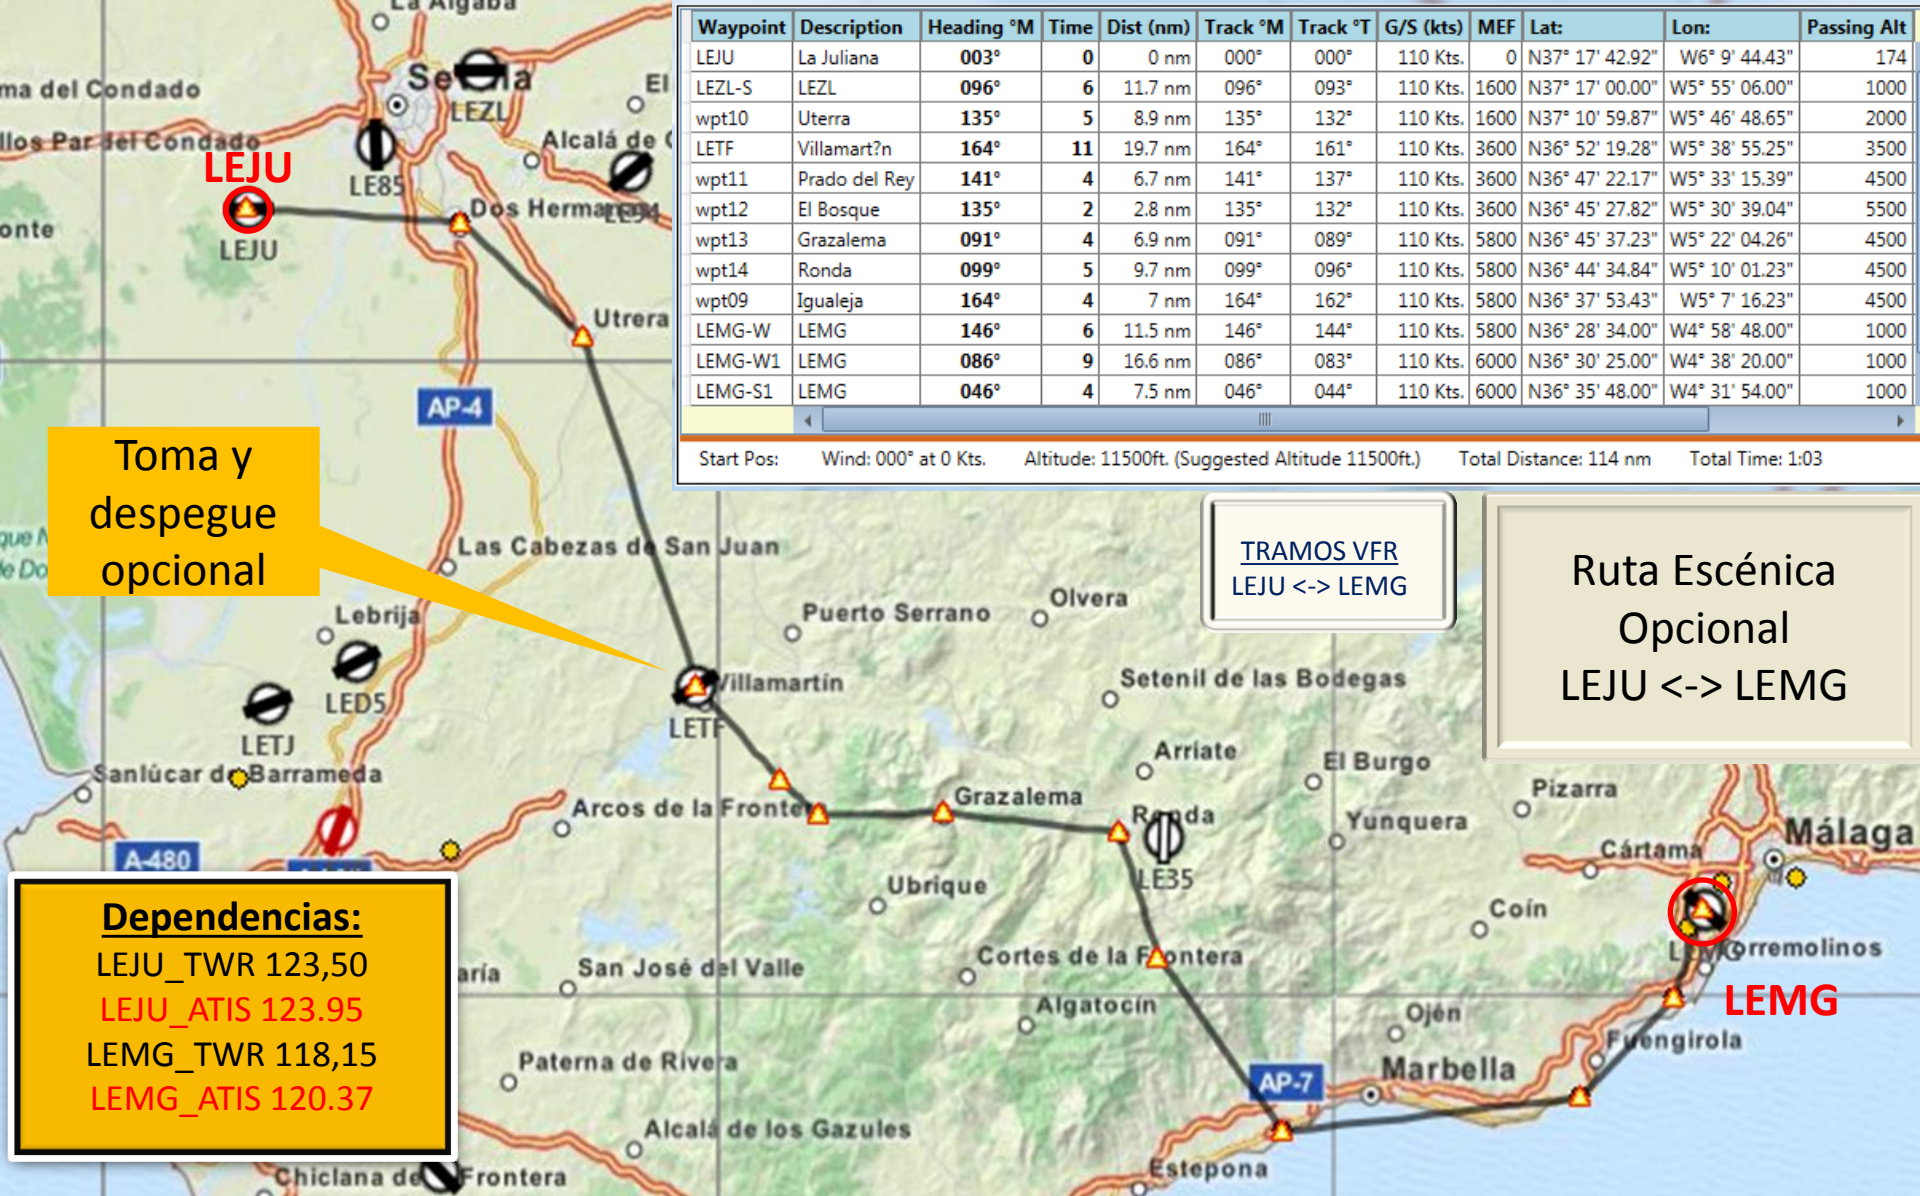 La Algaba
Waypoint Description Heading °M Time Dist (nm) Track °M Track °T G/S (kts) MEF Lat: Lon: Passing Alt
LEJU La Juliana 003° 0 0 nm 000° 000° 110 Kts. 0 N37° 17' 42.92" W6° 9' 44.43" 174
LEZL-S LEZL 096° 6 11.7 nm 096° 093° 110 Kts. 1600 N37° 17' 00.00" W5° 55' 06.00" 1000
wpt10 Uterra 135° 5 8.9 nm 135° 132° 110 Kts. 1600 N37° 10' 59.87" W5° 46' 48.65" 2000
LETF Villamart?n 164° 11 19.7 nm 164° 161° 110 Kts. 3600 N36° 52' 19.28" W5° 38' 55.25" 3500
wpt11 Prado del Rey 141° 4 6.7 nm 141° 137° 110 Kts. 3600 N36° 47' 22.17" W5° 33' 15.39" 4500
wpt12 El Bosque 135° 2 2.8 nm 135° 132° 110 Kts. 3600 N36° 45' 27.82" W5° 30' 39.04" 5500
wpt13 Grazalema 091° 4 6.9 nm 091° 089° 110 Kts. 5800 N36° 45' 37.23" W5° 22' 04.26" 4500
wpt14 Ronda 099° 5 9.7 nm 099° 096° 110 Kts. 5800 N36° 44' 34.84" W5° 10' 01.23" 4500
wpt09 Igualeja 164° 4 7 nm 164° 162° 110 Kts. 5800 N36° 37' 53.43" W5° 7' 16.23" 4500
LEMG-W LEMG 146° 6 11.5 nm 146° 144° 110 Kts. 5800 N36° 28' 34.00" W4° 58' 48.00" 1000
LEMG-W1 LEMG 086° 9 16.6 nm 086° 083° 110 Kts. 6000 N36° 30' 25.00" W4° 38' 20.00" 1000
LEMG-S1 LEMG 046° 4 7.5 nm 046° 044° 110 Kts. 6000 N36° 35' 48.00" W4° 31' 54.00" 1000
Start Pos: Wind: 000° at 0 Kts. Altitude: 11500ft. (Suggested Altitude 11500ft.) Total Distance: 114 nm Total Time: 1:03
ma del Condado
Sevilla
LEZL
El
llos Par del Condado
Alcalá de
LEJU
LE85
Dos Hermanas
onte
LEJU
Utrera
AP-4
Toma y
despegue
opcional
Las Cabezas de San Juan
TRAMOS VFR
LEJU <-> LEMG
Ruta Escénica
Opcional
LEJU <-> LEMG
Lebrija
Puerto Serrano
Olvera
LED5
Villamartín
Setenil de las Bodegas
LETJ
LETF
Sanlúcar de Barrameda
Arriate
El Burgo
Arcos de la Fronte
Grazalema
Pizarra
Ronda
Yunquera
Málaga
A-480
Cártama
Ubrique
LE35
Coín
Dependencias:
LEJU_TWR 123,50
LEJU_ATIS 123.95
LEMG_TWR 118,15
LEMG_ATIS 120.37
aría
San José del Valle
Cortes de la Frontera
LEMG
Torremolinos
Algatocín
Ojén
LEMG
Fuengirola
Paterna de Rivera
AP-7
Marbella
Alcalá de los Gazules
Chiclana de Frontera
Estepona